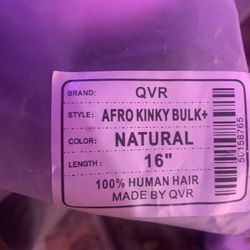 BRAND: QVR
STYLE: AFRO KINKY BULK+
COLOR: NATURAL
LENGTH: 16"
100% HUMAN HAIR
MADE BY QVR
50158765